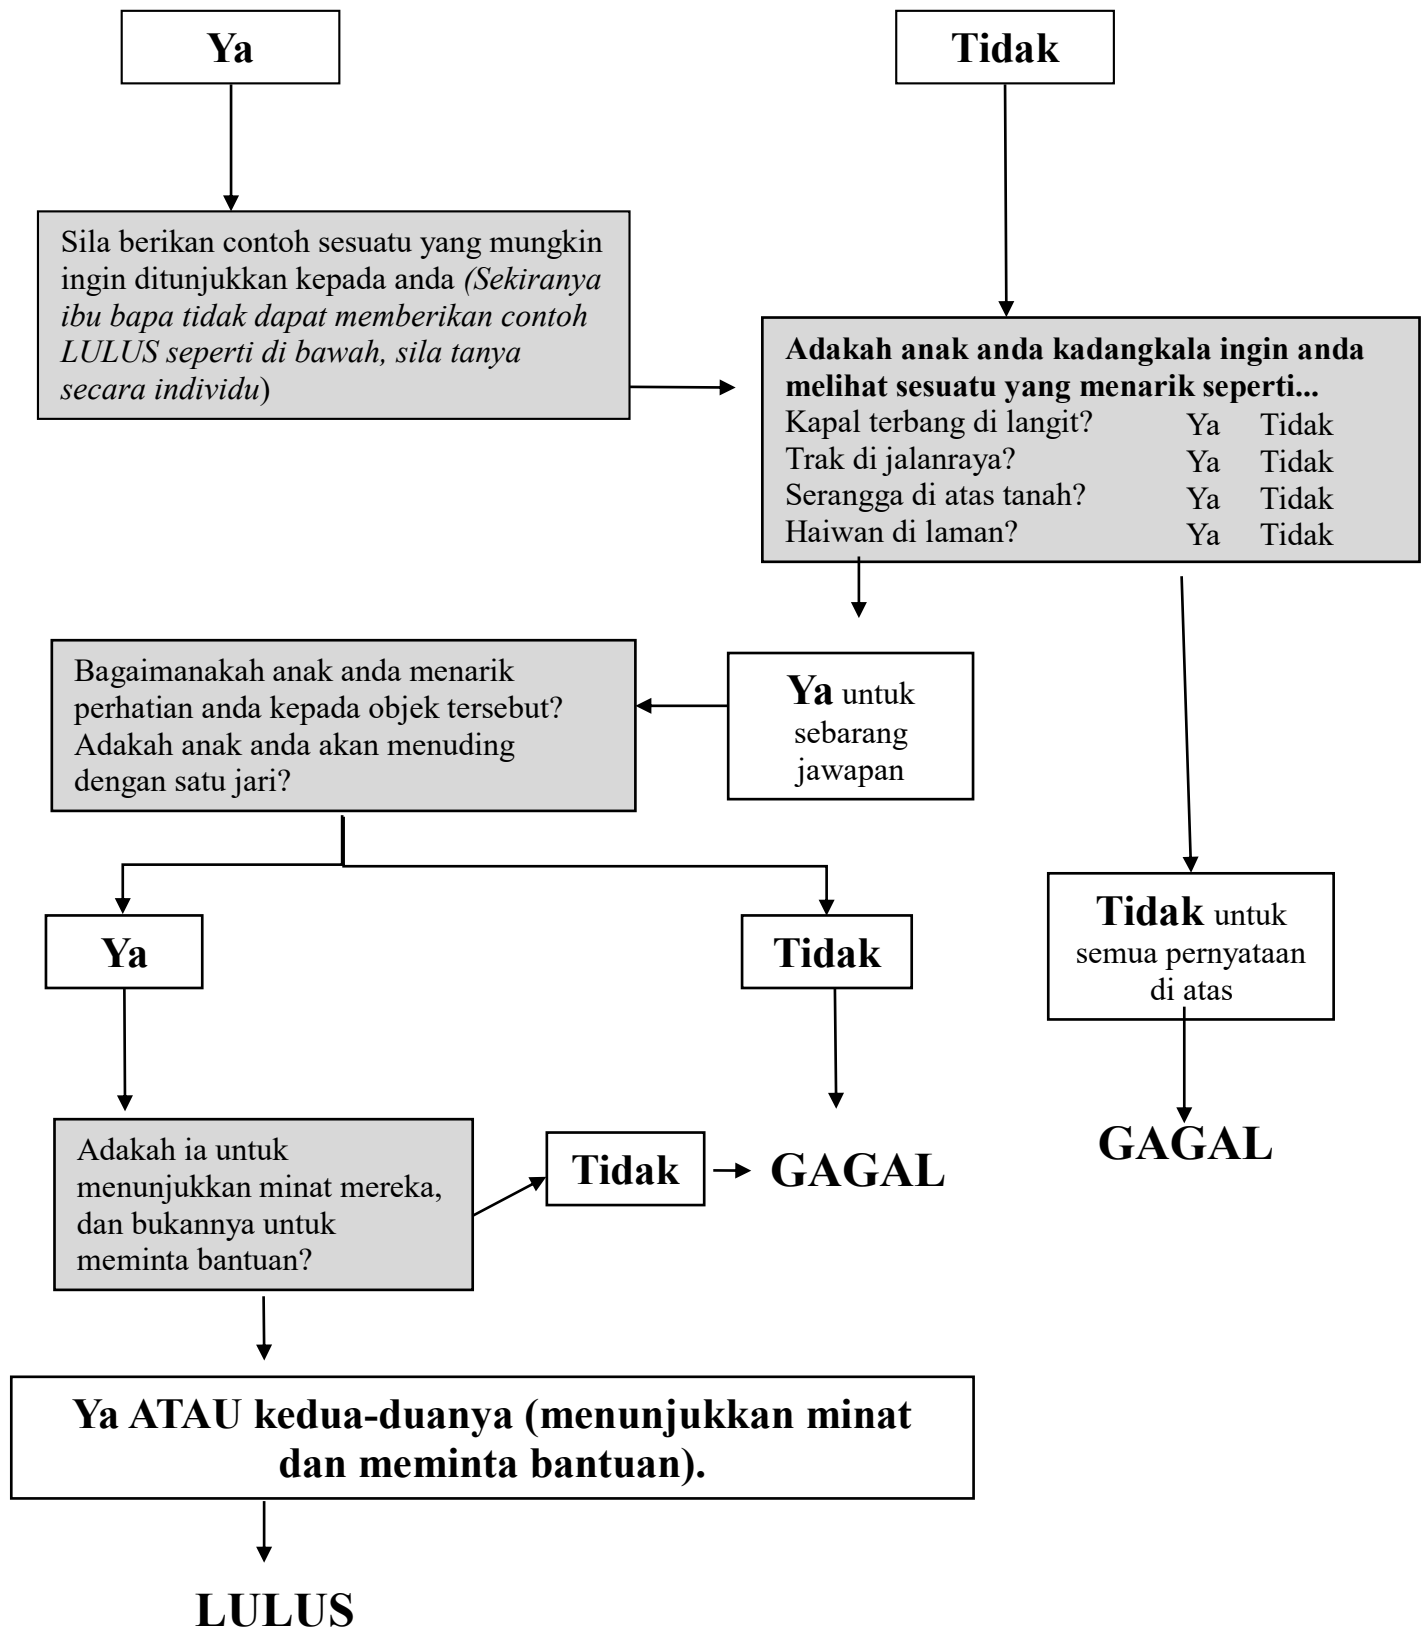 Ya
Tidak
Sila berikan contoh sesuatu yang mungkin
ingin ditunjukkan kepada anda (Sekiranya
ibu bapa tidak dapat memberikan contoh
LULUS seperti di bawah, sila tanya
secara individu)
Adakah anak anda kadangkala ingin anda
melihat sesuatu yang menarik seperti...
Kapal terbang di langit? Ya Tidak
Trak di jalanraya? Ya Tidak
Serangga di atas tanah? Ya Tidak
Haiwan di laman? Ya Tidak
Bagaimanakah anak anda menarik
perhatian anda kepada objek tersebut?
Adakah anak anda akan menuding
dengan satu jari?
Ya untuk
sebarang
jawapan
Ya
Tidak
Tidak untuk
semua pernyataan
di atas
Adakah ia untuk
menunjukkan minat mereka,
dan bukannya untuk
meminta bantuan?
Tidak
GAGAL
GAGAL
Ya ATAU kedua-duanya (menunjukkan minat
dan meminta bantuan).
LULUS